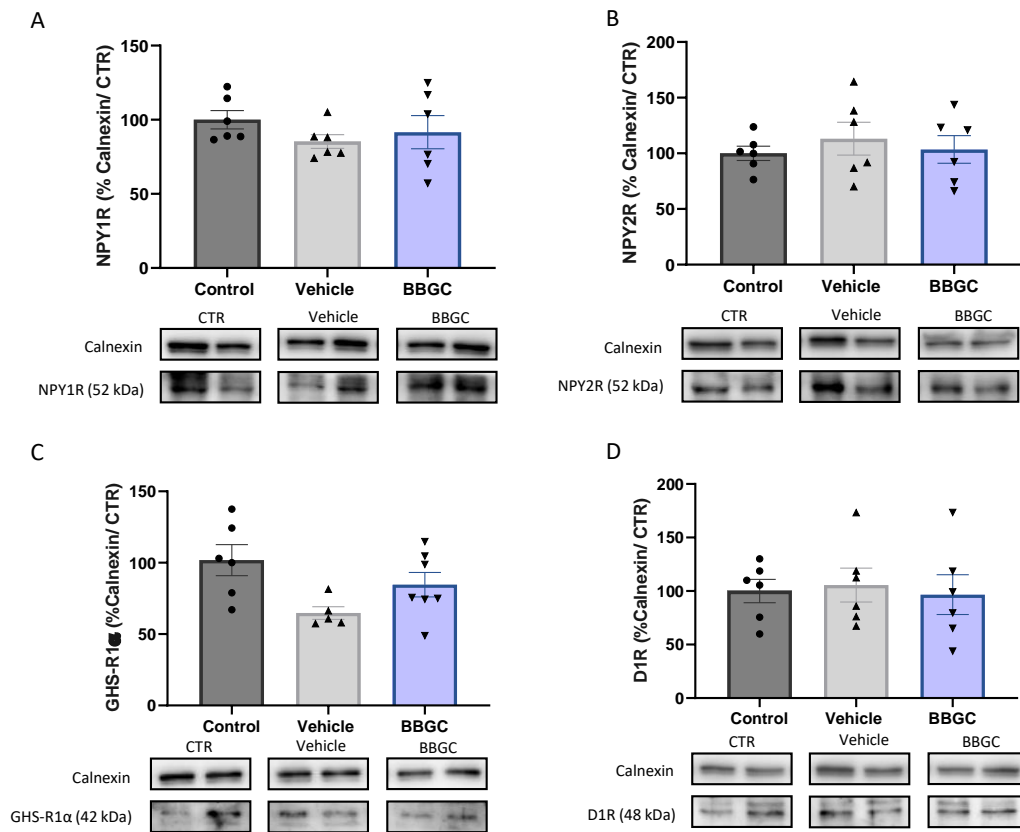 A
NPY1R (% Calnexin/ CTR)
150
100
50
0
Control Vehicle BBGC
CTR Vehicle BBGC
Calnexin
NPY1R (52 kDa)
B
NPY2R (% Calnexin/ CTR)
200
150
100
50
0
Control Vehicle BBGC
CTR Vehicle BBGC
Calnexin
NPY2R (52 kDa)
C
GHS-R1α (%Calnexin/ CTR)
150
100
50
0
Control Vehicle BBGC
CTR Vehicle BBGC
Calnexin
GHS-R1α (42 kDa)
D
D1R (%Calnexin/ CTR)
200
150
100
50
0
Control Vehicle BBGC
CTR Vehicle BBGC
Calnexin
D1R (48 kDa)